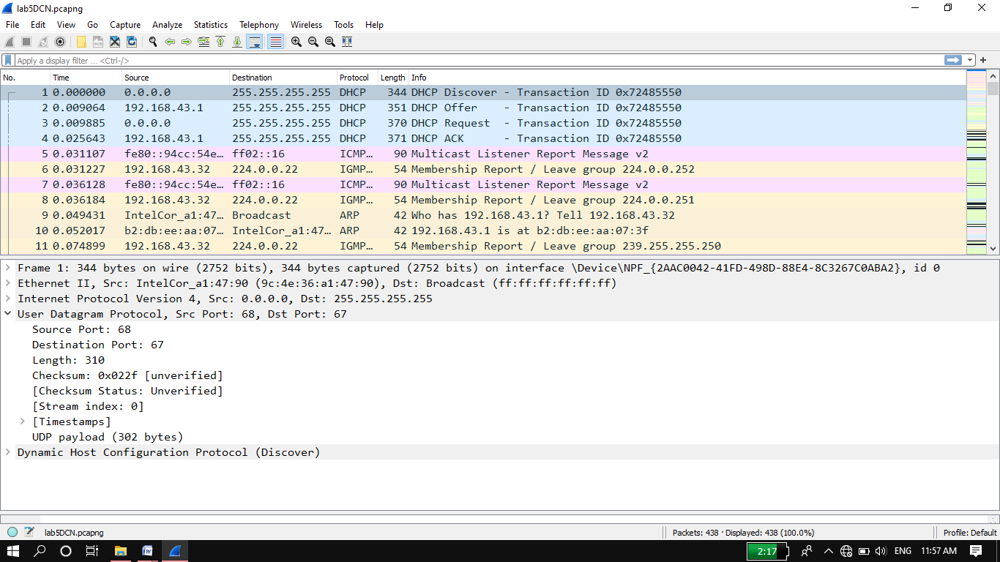 lab5DCN.pcapng
File Edit View Go Capture Analyze Statistics Telephony Wireless Tools Help
Apply a display filter ... <Ctrl-/>
No. Time Source Destination Protocol Length Info
1 0.000000 0.0.0.0 255.255.255.255 DHCP 344 DHCP Discover - Transaction ID 0x72485550
2 0.009064 192.168.43.1 255.255.255.255 DHCP 351 DHCP Offer - Transaction ID 0x72485550
3 0.009885 0.0.0.0 255.255.255.255 DHCP 370 DHCP Request - Transaction ID 0x72485550
4 0.025643 192.168.43.1 255.255.255.255 DHCP 371 DHCP ACK - Transaction ID 0x72485550
5 0.031107 fe80::94cc:54e… ff02::16 ICMP… 90 Multicast Listener Report Message v2
6 0.031227 192.168.43.32 224.0.0.22 IGMP… 54 Membership Report / Leave group 224.0.0.252
7 0.036128 fe80::94cc:54e… ff02::16 ICMP… 90 Multicast Listener Report Message v2
8 0.036184 192.168.43.32 224.0.0.22 IGMP… 54 Membership Report / Leave group 224.0.0.251
9 0.049431 IntelCor_a1:47… Broadcast ARP 42 Who has 192.168.43.1? Tell 192.168.43.32
10 0.052017 b2:db:ee:aa:07… IntelCor_a1:47… ARP 42 192.168.43.1 is at b2:db:ee:aa:07:3f
11 0.074899 192.168.43.32 224.0.0.22 IGMP… 54 Membership Report / Leave group 239.255.255.250
Frame 1: 344 bytes on wire (2752 bits), 344 bytes captured (2752 bits) on interface \Device\NPF_{2AAC0042-41FD-498D-88E4-8C3267C0ABA2}, id 0
Ethernet II, Src: IntelCor_a1:47:90 (9c:4e:36:a1:47:90), Dst: Broadcast (ff:ff:ff:ff:ff:ff)
Internet Protocol Version 4, Src: 0.0.0.0, Dst: 255.255.255.255
User Datagram Protocol, Src Port: 68, Dst Port: 67
Source Port: 68
Destination Port: 67
Length: 310
Checksum: 0x022f [unverified]
[Checksum Status: Unverified]
[Stream index: 0]
[Timestamps]
UDP payload (302 bytes)
Dynamic Host Configuration Protocol (Discover)
lab5DCN.pcapng Packets: 438 · Displayed: 438 (100.0%) Profile: Default
2:17 ENG 11:57 AM